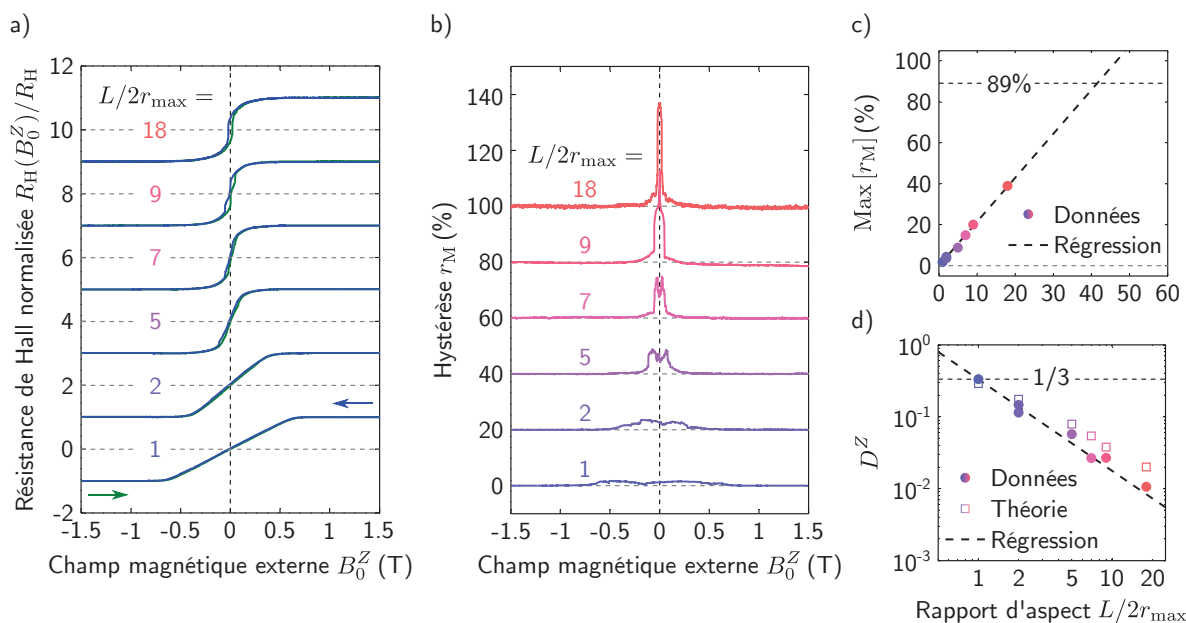 a)
Résistance de Hall normalisée R_H(B_0^Z)/R_H
12
10
8
6
4
2
0
-2
L/2r_max =
18
9
7
5
2
1
-1.5 -1 -0.5 0 0.5 1 1.5
Champ magnétique externe B_0^Z (T)
b)
Hystérèse r_M (%)
140
120
100
80
60
40
20
0
L/2r_max =
18
9
7
5
2
1
-1.5 -1 -0.5 0 0.5 1 1.5
Champ magnétique externe B_0^Z (T)
c)
Max [r_M] (%)
100
80
60
40
20
0
89%
Données
Régression
0 10 20 30 40 50 60
d)
D^Z
10^0
10^-1
10^-2
10^-3
1/3
Données
Théorie
Régression
1 2 5 10 20
Rapport d'aspect L/2r_max